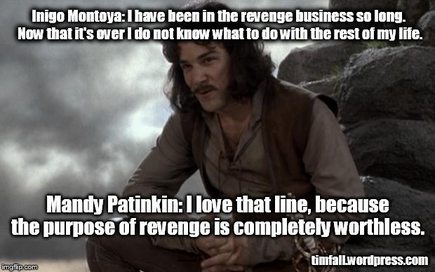 Inigo Montoya: I have been in the revenge business so long.
Now that it's over I do not know what to do with the rest of my life.
Mandy Patinkin: I love that line, because
the purpose of revenge is completely worthless.
timfall.wordpress.com
imgflip.com